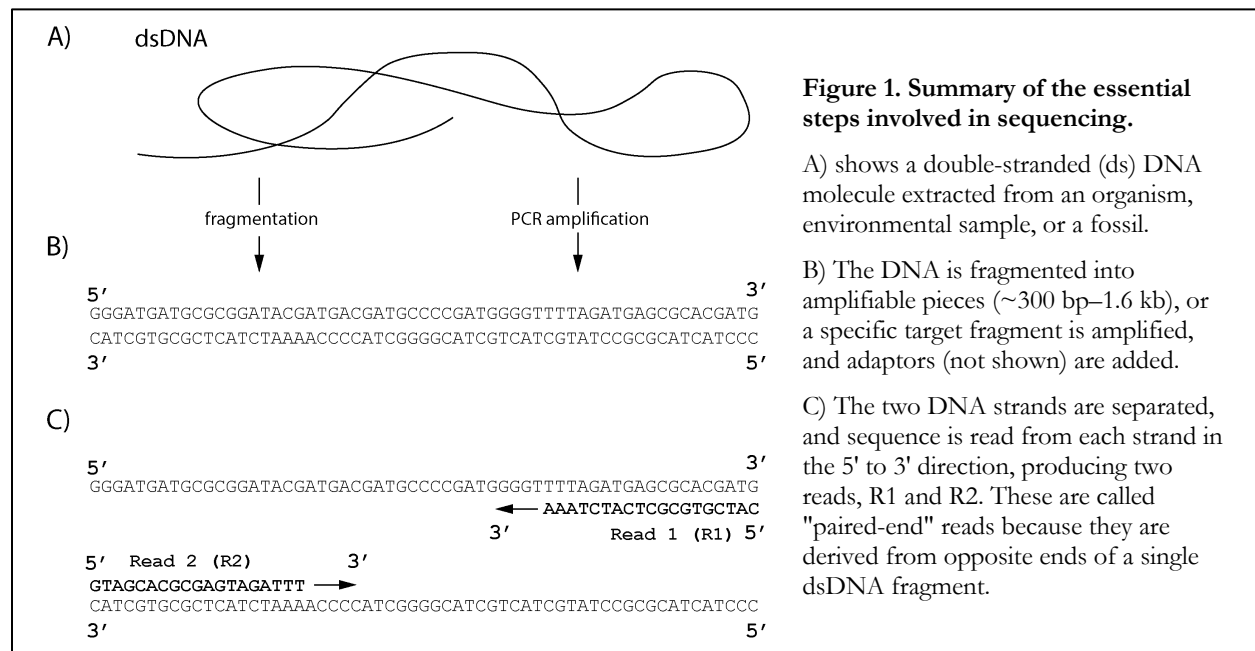 A) dsDNA
fragmentation
PCR amplification
B)
5′ 3′
GGGATGATGCGCGGATACGATGACGATGCCCCGATGGGGTTTTAGATGAGCGCACGATG
CATCGTGCGCTCATCTAAAACCCCATCGGGGCATCGTCATCGTATCCGCGCATCATCCC
3′ 5′
C)
5′ 3′
GGGATGATGCGCGGATACGATGACGATGCCCCGATGGGGTTTTAGATGAGCGCACGATG
AAATCTACTCGCGTGCTAC
3′ Read 1 (R1) 5′
5′ Read 2 (R2) 3′
GTAGCACGCGAGTAGATTT
CATCGTGCGCTCATCTAAAACCCCATCGGGGCATCGTCATCGTATCCGCGCATCATCCC
3′ 5′
Figure 1. Summary of the essential
steps involved in sequencing.
A) shows a double-stranded (ds) DNA
molecule extracted from an organism,
environmental sample, or a fossil.
B) The DNA is fragmented into
amplifiable pieces (~300 bp–1.6 kb), or
a specific target fragment is amplified,
and adaptors (not shown) are added.
C) The two DNA strands are separated,
and sequence is read from each strand in
the 5' to 3' direction, producing two
reads, R1 and R2. These are called
"paired-end" reads because they are
derived from opposite ends of a single
dsDNA fragment.